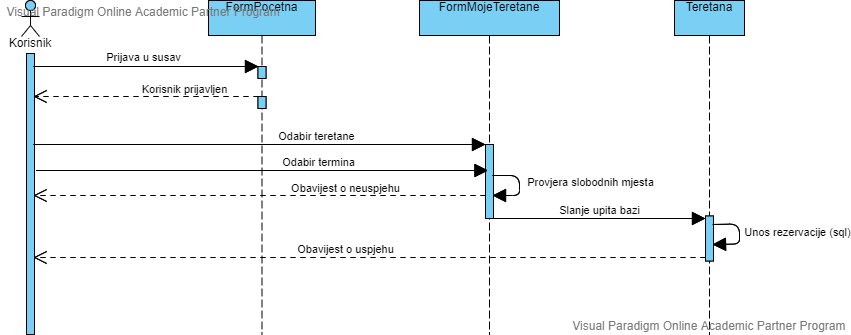 Visual Paradigm Online Academic Partner Program
FormPocetna
FormMojeTeretane
Teretana
Korisnik
Prijava u susav
Korisnik prijavljen
Odabir teretane
Odabir termina
Provjera slobodnih mjesta
Obavijest o neuspjehu
Slanje upita bazi
Unos rezervacije (sql)
Obavijest o uspjehu
Visual Paradigm Online Academic Partner Program